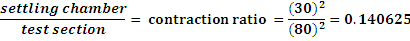 settling chamber / test section = contraction ratio = (30)² / (80)² = 0.140625